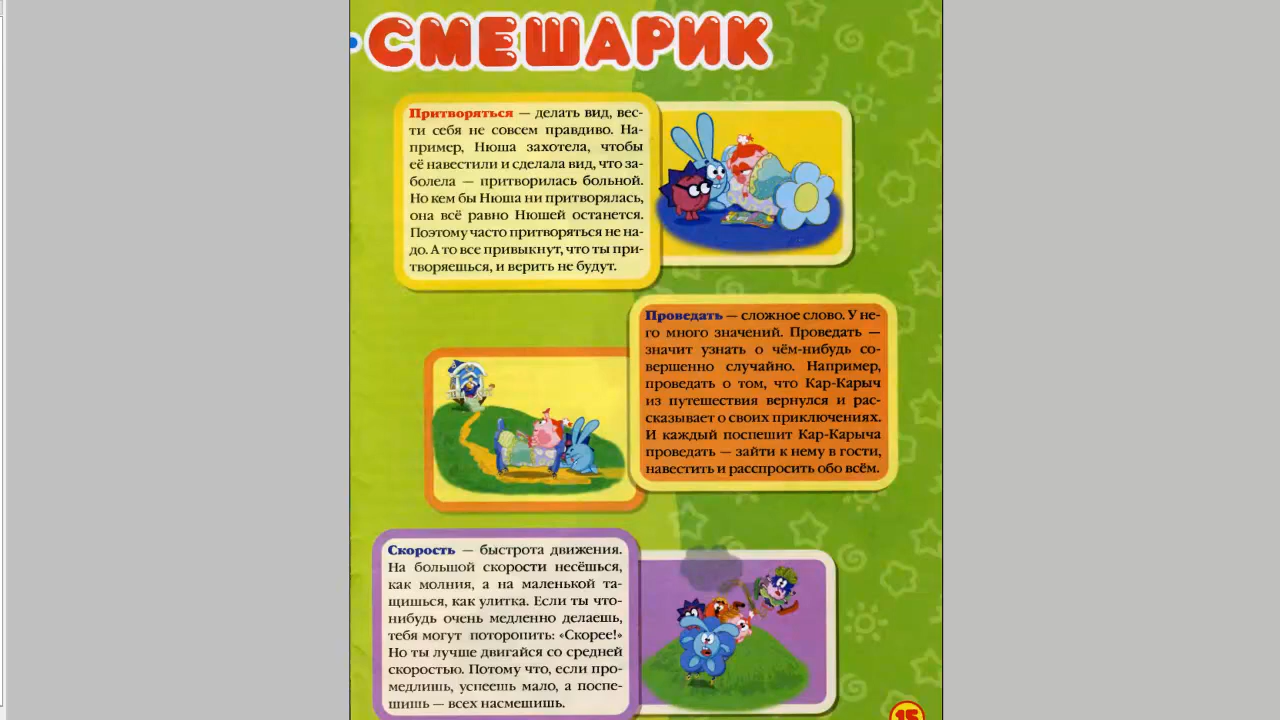 СМЕШАРИК
Притворяться — делать вид, вес-
ти себя не совсем правдиво. На-
пример, Нюша захотела, чтобы
её навестили и сделала вид, что за-
болела — притворилась больной.
Но кем бы Нюша ни притворялась,
она всё равно Нюшей останется.
Поэтому часто притворяться не на-
до. А то все привыкнут, что ты при-
творяешься, и верить не будут.
Проведать — сложное слово. У не-
го много значений. Проведать —
значит узнать о чём-нибудь со-
вершенно случайно. Например,
проведать о том, что Кар-Карыч
из путешествия вернулся и рас-
сказывает о своих приключениях.
И каждый поспешит Кар-Карыча
проведать — зайти к нему в гости,
навестить и расспросить обо всём.
Скорость — быстрота движения.
На большой скорости несёшься,
как молния, а на маленькой та-
щишься, как улитка. Если ты что-
нибудь очень медленно делаешь,
тебя могут поторопить: «Скорее!»
Но ты лучше двигайся со средней
скоростью. Потому что, если про-
медлишь, успеешь мало, а поспе-
шишь — всех насмешишь.
15